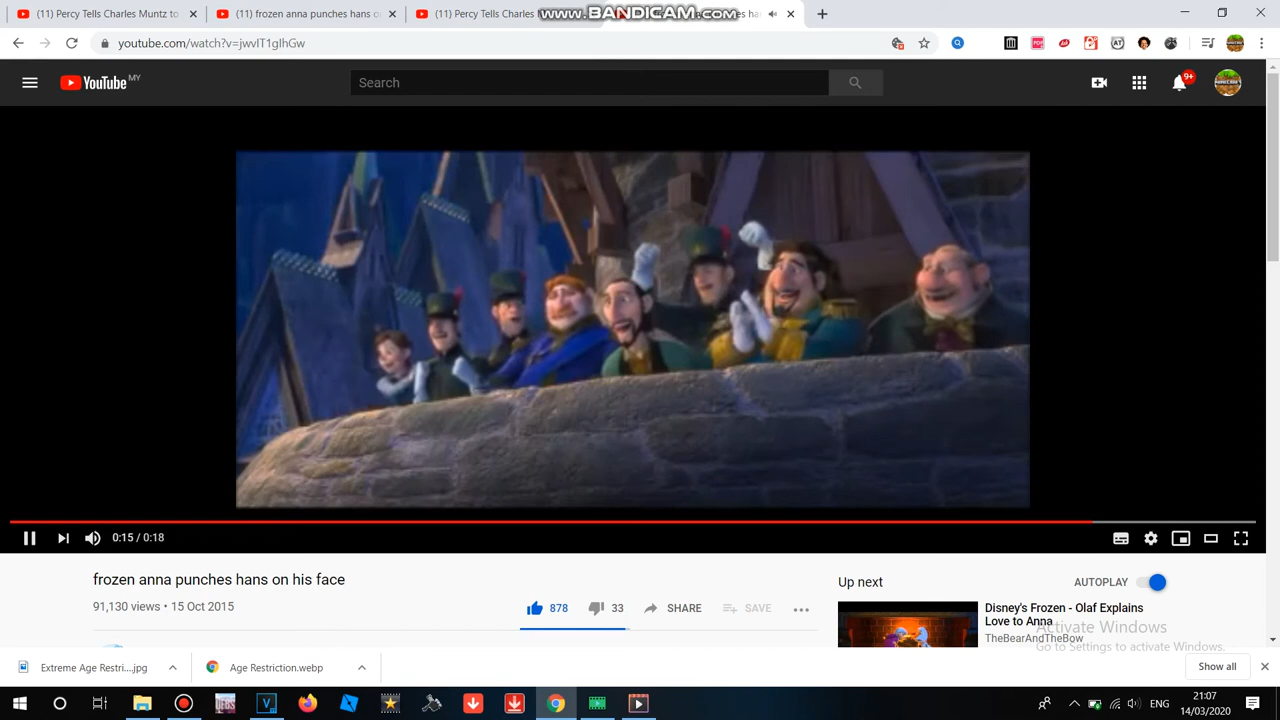 (11) Percy Tells Charles Muntz to
(11) frozen anna punches hans o
(11) Percy Tells Charles
www.BANDICAM.com
youtube.com/watch?v=jwvlT1glhGw
YouTube MY
Search
9+
0:15 / 0:18
frozen anna punches hans on his face
91,130 views • 15 Oct 2015
878
33
SHARE
SAVE
Up next
AUTOPLAY
Disney's Frozen - Olaf Explains
Love to Anna
TheBearAndTheBow
Activate Windows
Go to Settings to activate Windows.
Extreme Age Restri....jpg
Age Restriction.webp
Show all
ENG
21:07
14/03/2020